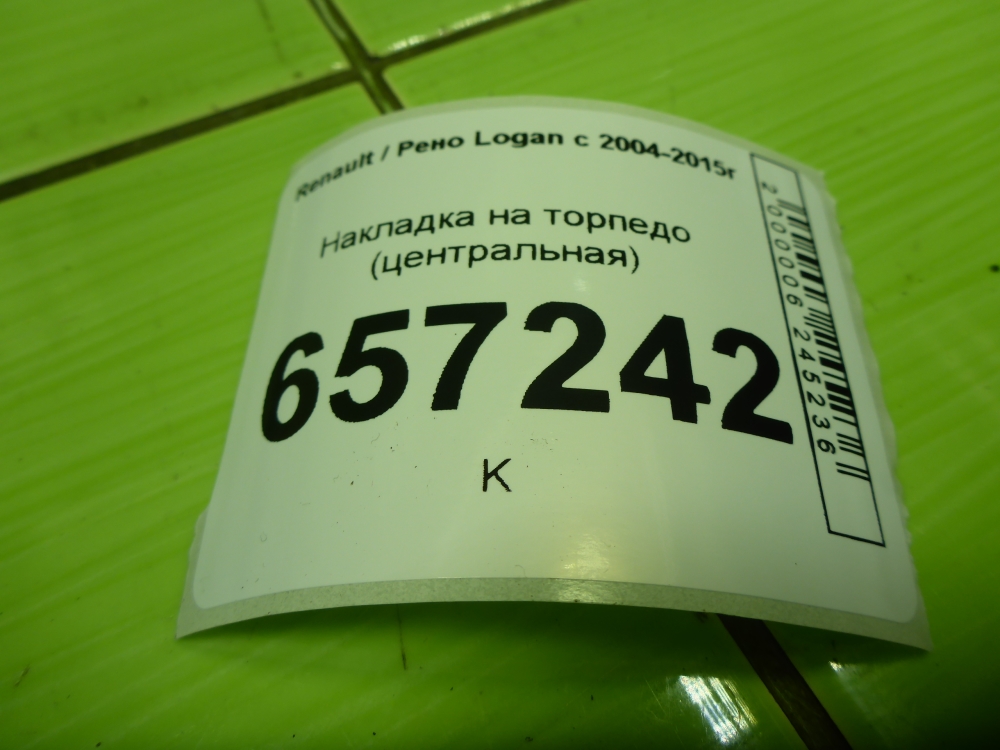 Renault / Рено Logan с 2004-2015г
Накладка на торпедо
(центральная)
657242
К
2000006245236